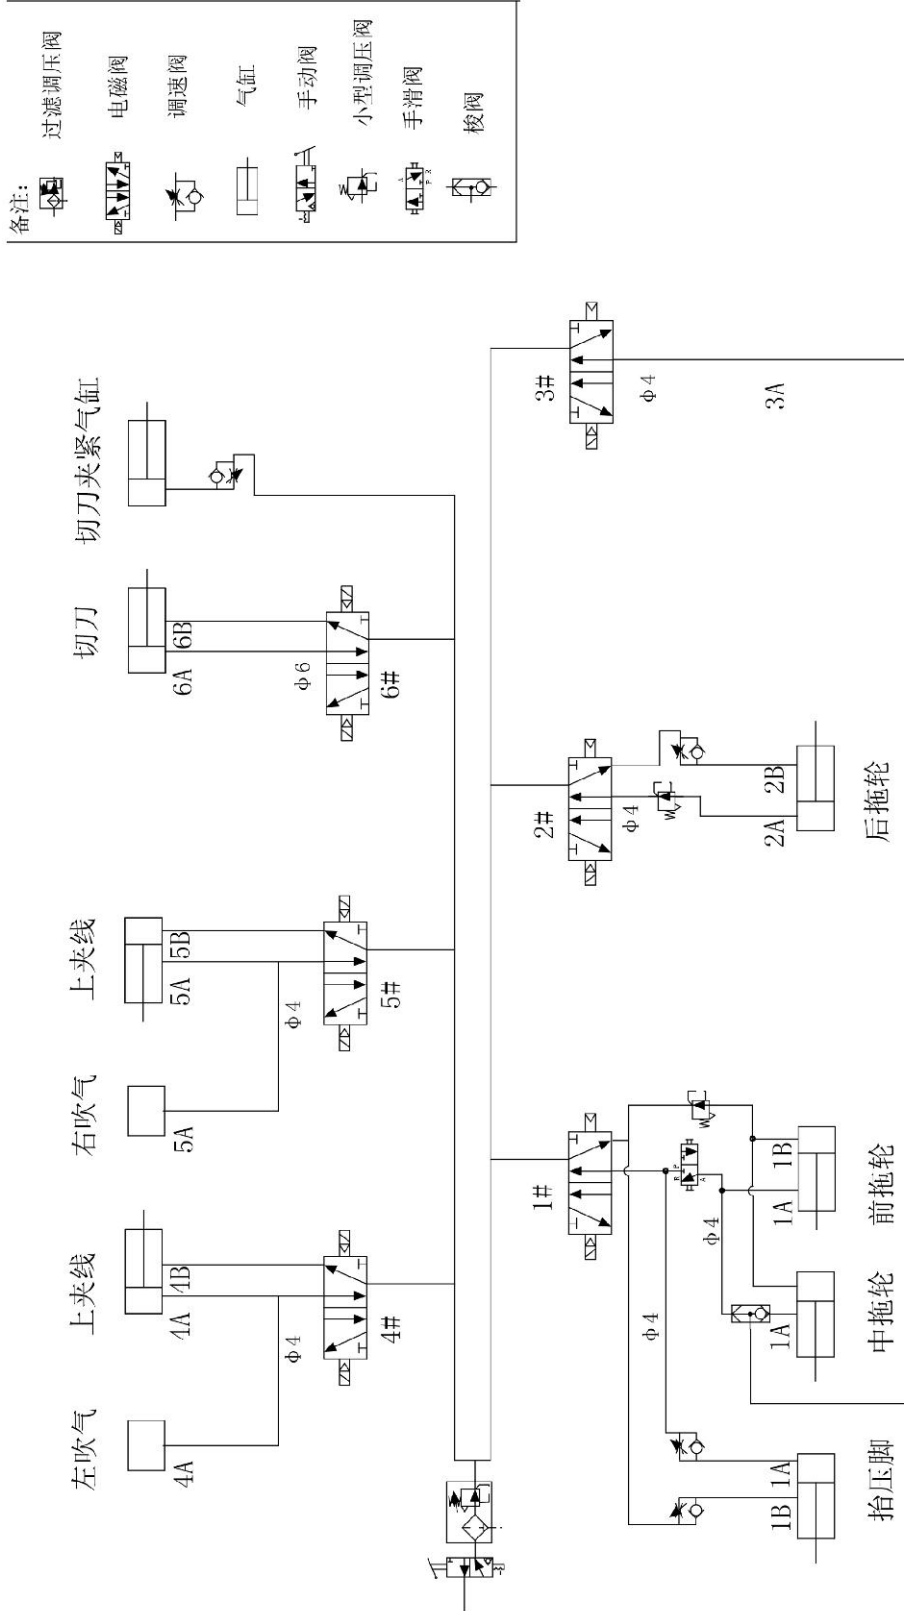 备注:
过滤调压阀
电磁阀
调速阀
气缸
手动阀
小型调压阀
手滑阀
A
P R
梭阀
左吹气
4A
上夹线
4A
4B
φ4
4#
右吹气
5A
上夹线
5A
5B
φ4
5#
切刀
6A
6B
φ6
6#
切刀夹紧气缸
1#
φ4
φ4
R P
A
1B
1A
抬压脚
1A
中拖轮
1A
1B
前拖轮
2#
φ4
2A
2B
后拖轮
3#
φ4
3A